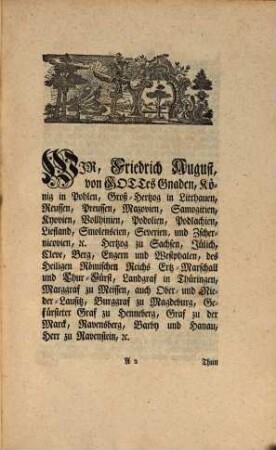 WIR, Friedrich August,
von GOTTes Gnaden, Kö-
nig in Pohlen, Groß-Hertzog in Litthauen,
Reussen, Preussen, Mazovien, Samogitien,
Kyovien, Vollhinien, Podolien, Podlachien,
Liefland, Smolenscien, Severien, und Zscher-
nicovien, ꝛc. Hertzog zu Sachsen, Jülich,
Cleve, Berg, Engern und Westphalen, des
Heiligen Römischen Reichs Ertz-Marschall
und Chur-Fürst, Landgraf in Thüringen,
Marggraf zu Meissen, auch Ober- und Nie-
der-Lausitz, Burggraf zu Magdeburg, Ge-
fürsteter Graf zu Henneberg, Graf zu der
Marck, Ravensberg, Barby und Hanau,
Herr zu Ravenstein, ꝛc.
A 2 Thun